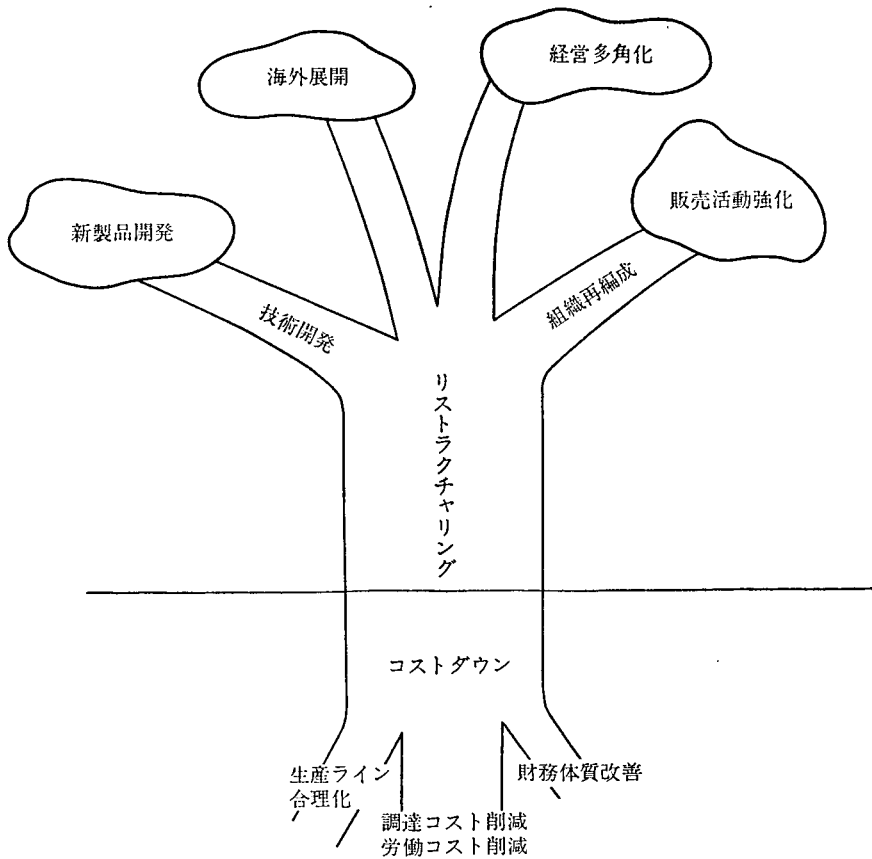 経営多角化
海外展開
販売活動強化
新製品開発
技術開発
組織再編成
リストラクチャリング
コストダウン
生産ライン
合理化
財務体質改善
調達コスト削減
労働コスト削減